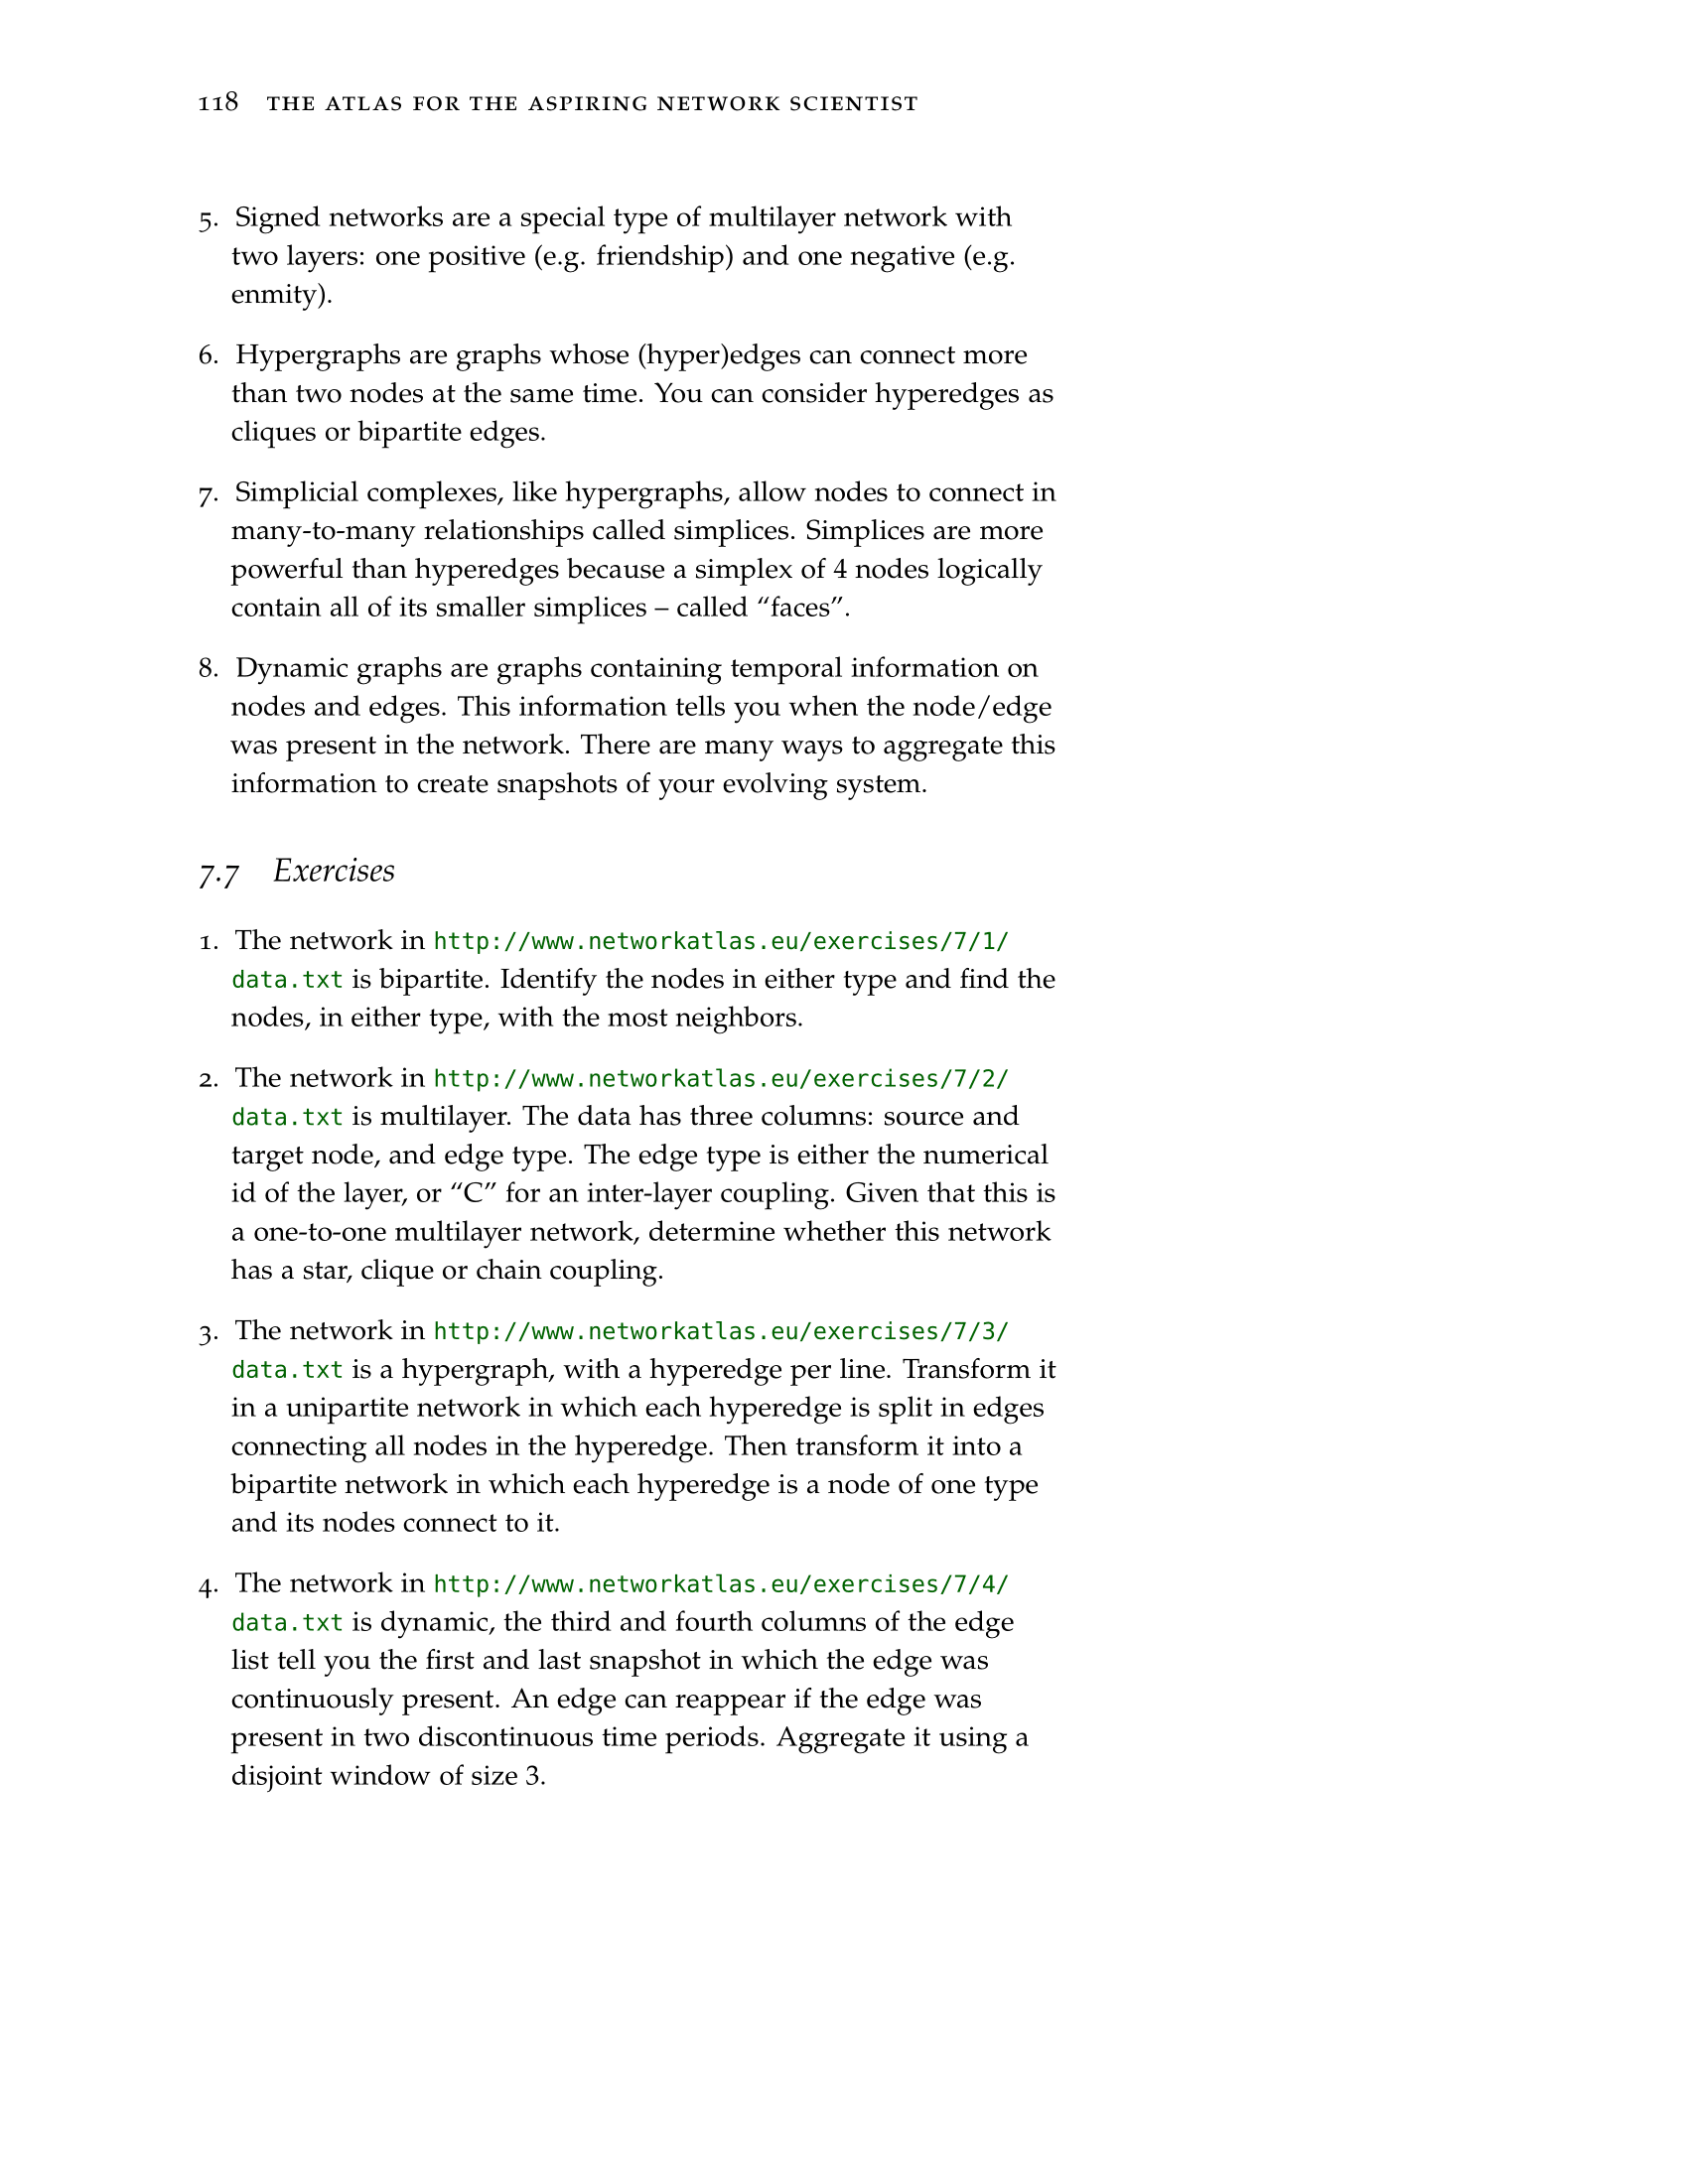 118 THE ATLAS FOR THE ASPIRING NETWORK SCIENTIST
5. Signed networks are a special type of multilayer network with
two layers: one positive (e.g. friendship) and one negative (e.g.
enmity).
6. Hypergraphs are graphs whose (hyper)edges can connect more
than two nodes at the same time. You can consider hyperedges as
cliques or bipartite edges.
7. Simplicial complexes, like hypergraphs, allow nodes to connect in
many-to-many relationships called simplices. Simplices are more
powerful than hyperedges because a simplex of 4 nodes logically
contain all of its smaller simplices – called “faces”.
8. Dynamic graphs are graphs containing temporal information on
nodes and edges. This information tells you when the node/edge
was present in the network. There are many ways to aggregate this
information to create snapshots of your evolving system.
7.7 Exercises
1. The network in http://www.networkatlas.eu/exercises/7/1/
data.txt is bipartite. Identify the nodes in either type and find the
nodes, in either type, with the most neighbors.
2. The network in http://www.networkatlas.eu/exercises/7/2/
data.txt is multilayer. The data has three columns: source and
target node, and edge type. The edge type is either the numerical
id of the layer, or “C” for an inter-layer coupling. Given that this is
a one-to-one multilayer network, determine whether this network
has a star, clique or chain coupling.
3. The network in http://www.networkatlas.eu/exercises/7/3/
data.txt is a hypergraph, with a hyperedge per line. Transform it
in a unipartite network in which each hyperedge is split in edges
connecting all nodes in the hyperedge. Then transform it into a
bipartite network in which each hyperedge is a node of one type
and its nodes connect to it.
4. The network in http://www.networkatlas.eu/exercises/7/4/
data.txt is dynamic, the third and fourth columns of the edge
list tell you the first and last snapshot in which the edge was
continuously present. An edge can reappear if the edge was
present in two discontinuous time periods. Aggregate it using a
disjoint window of size 3.